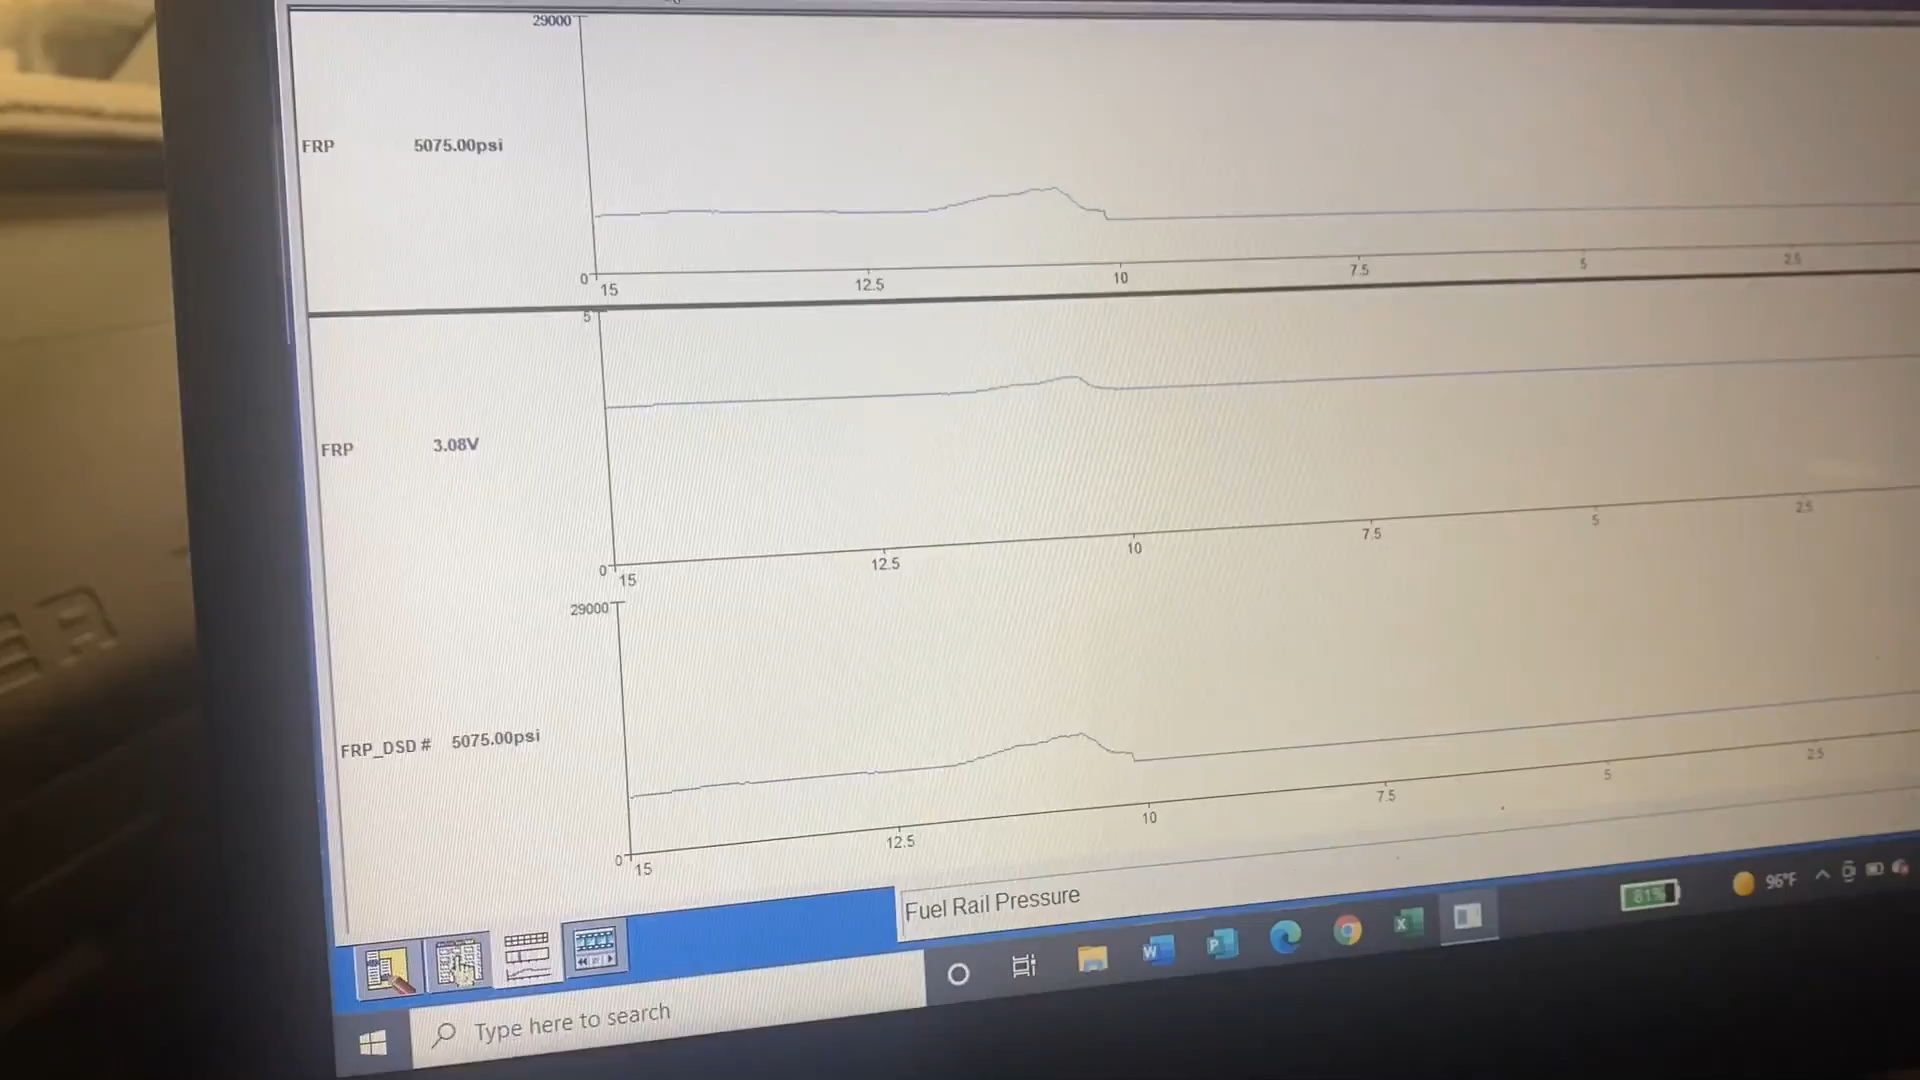 29000
FRP 5075.00psi
0
15 12.5 10 7.5 5 2.5
5
FRP 3.08V
0
15 12.5 10 7.5 5 2.5
29000
FRP_DSD # 5075.00psi
0
15 12.5 10 7.5 5 2.5
Fuel Rail Pressure
81%
96°F
Type here to search